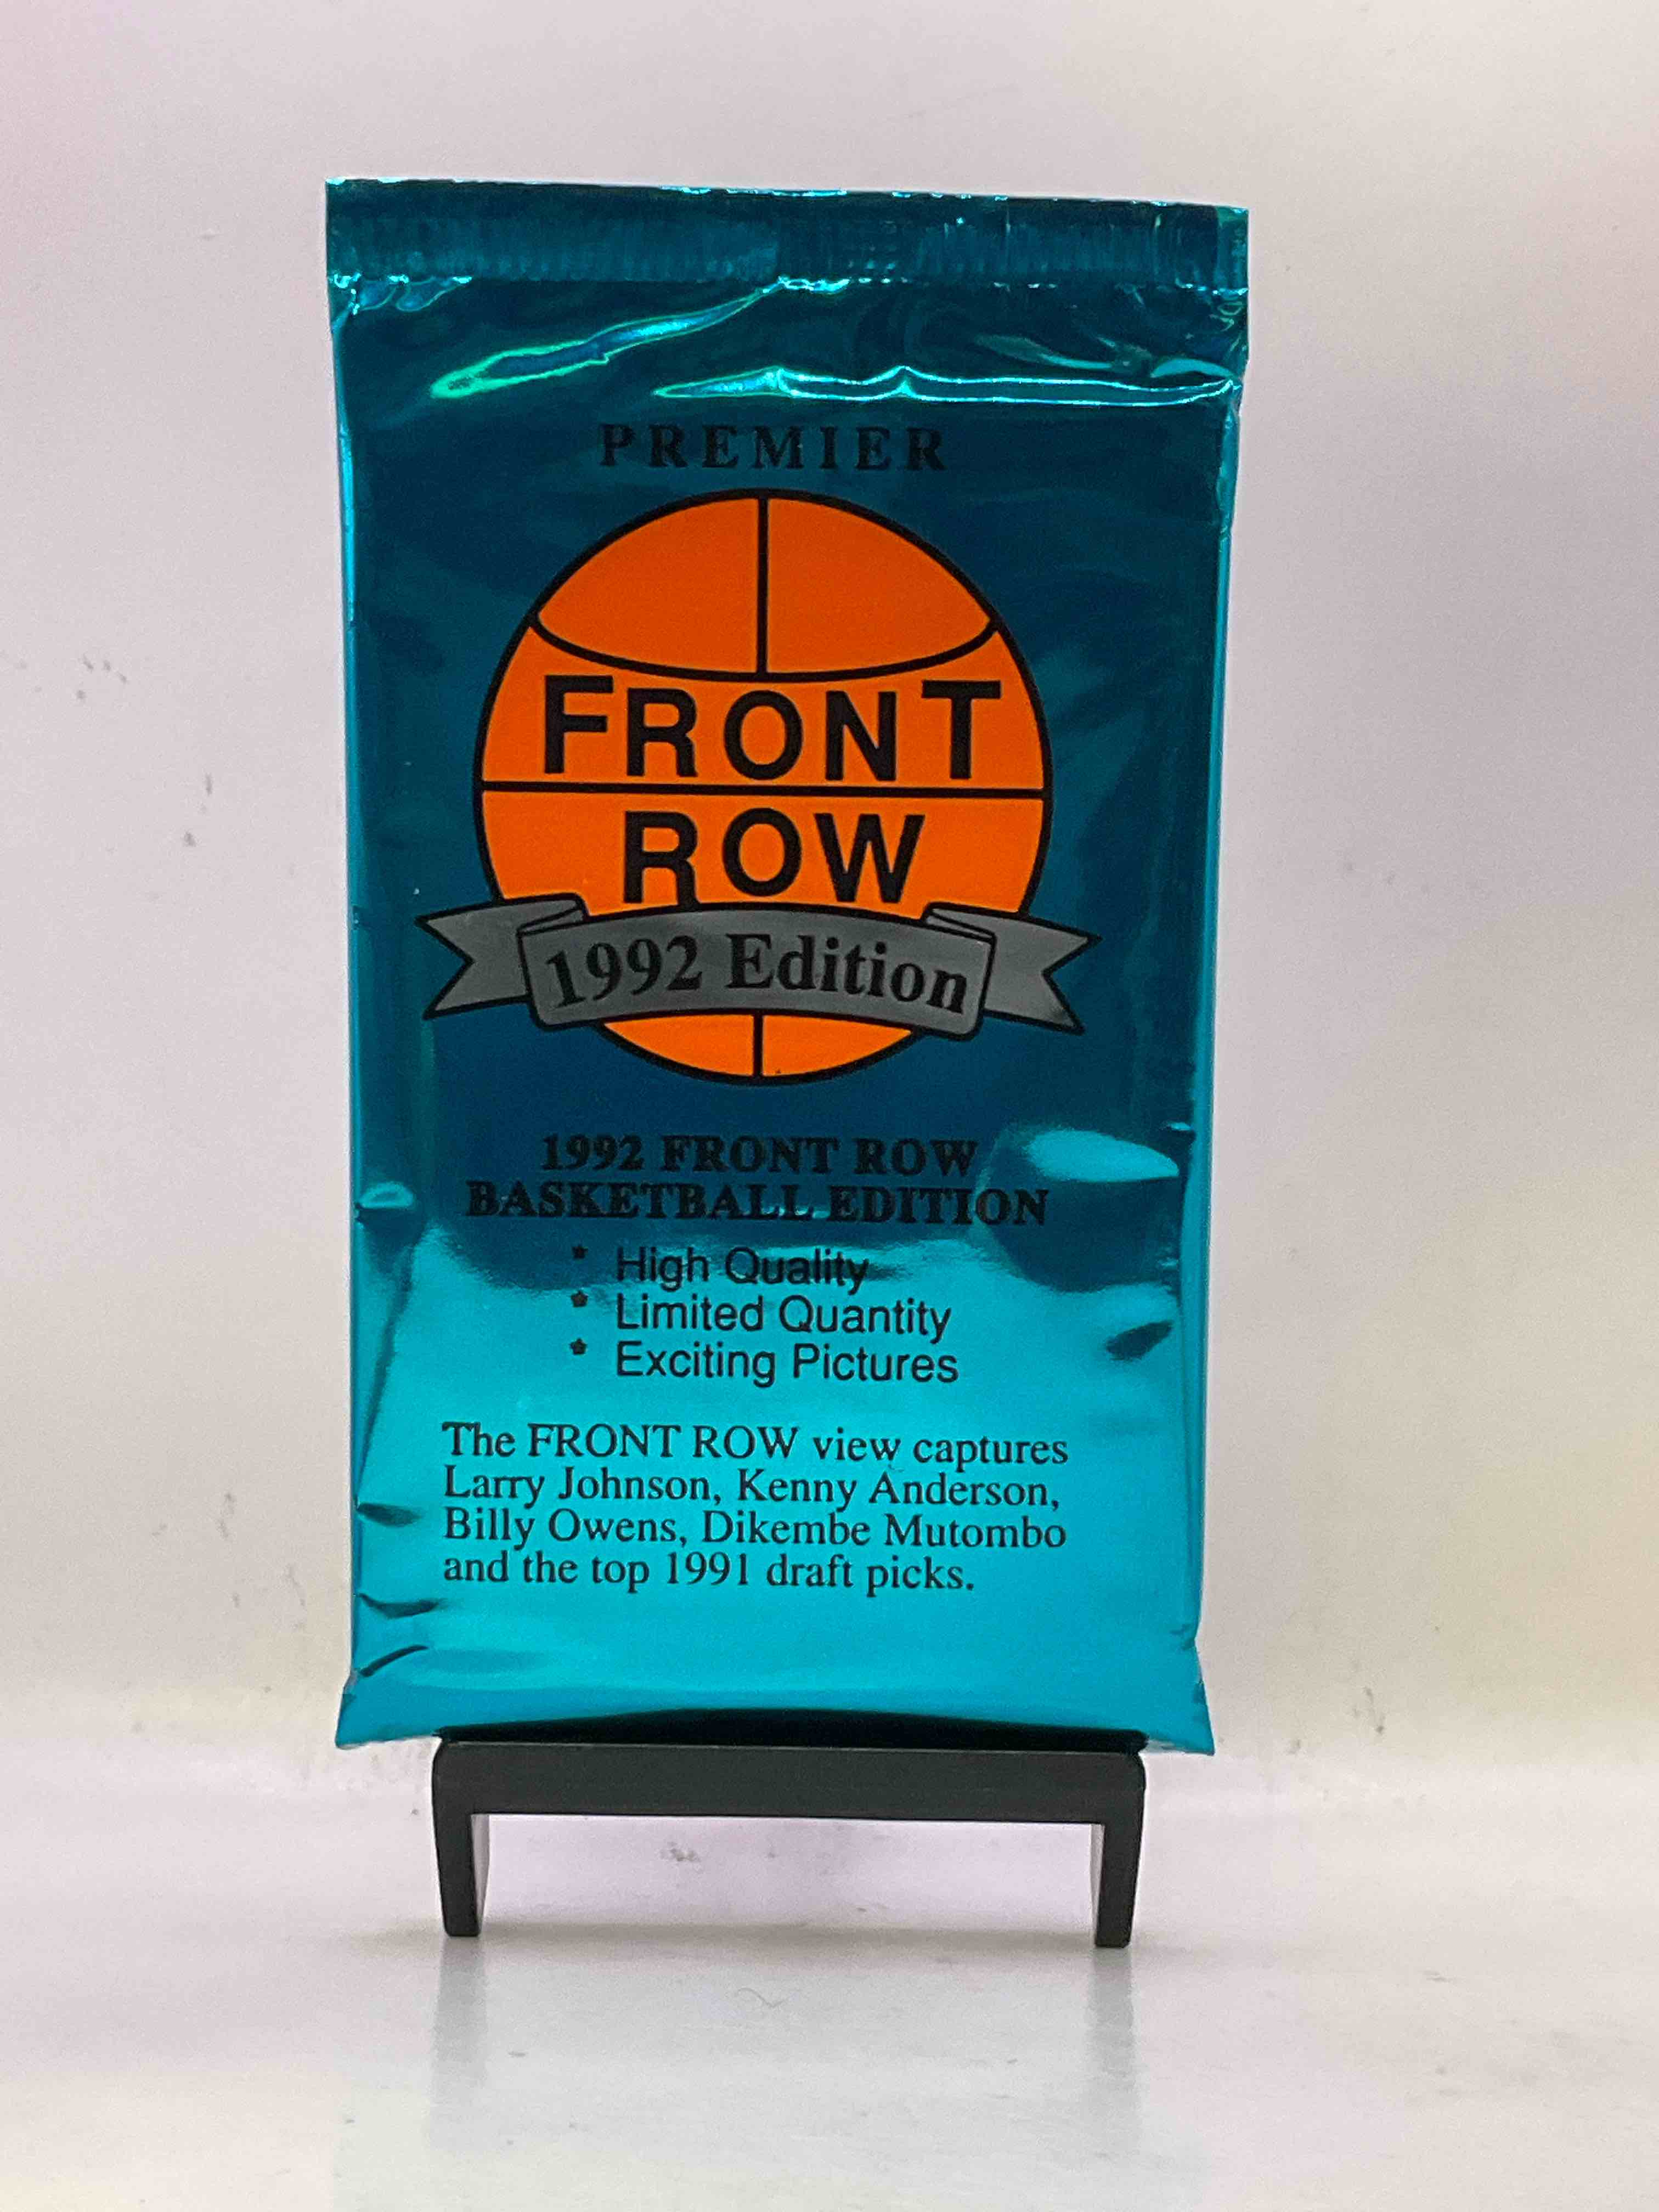 PREMIER
FRONT
ROW
1992 Edition
1992 FRONT ROW
BASKETBALL EDITION
* High Quality
* Limited Quantity
* Exciting Pictures
The FRONT ROW view captures
Larry Johnson, Kenny Anderson,
Billy Owens, Dikembe Mutombo
and the top 1991 draft picks.